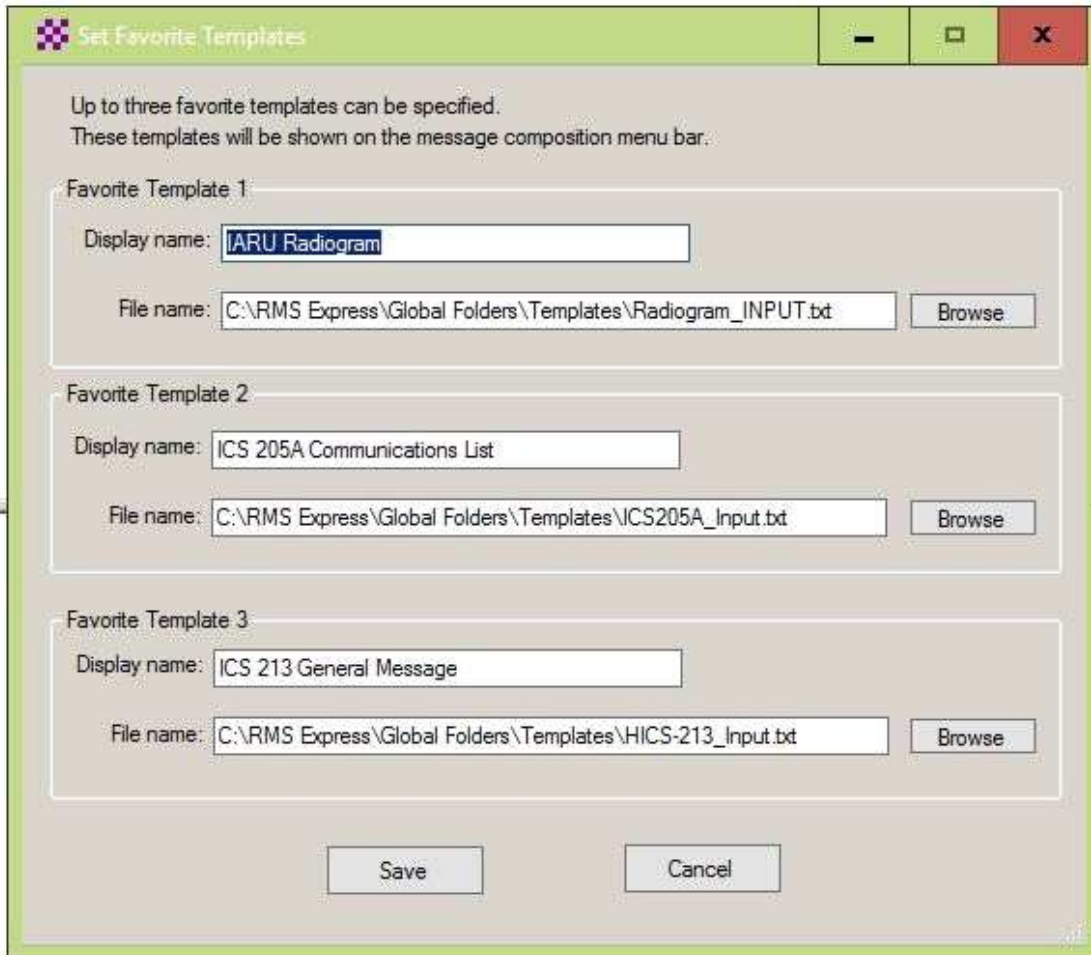 Set Favorite Templates
Up to three favorite templates can be specified.
These templates will be shown on the message composition menu bar.
Favorite Template 1
Display name: IARU Radiogram
File name: C:\RMS Express\Global Folders\Templates\Radiogram_INPUT.txt Browse
Favorite Template 2
Display name: ICS 205A Communications List
File name: C:\RMS Express\Global Folders\Templates\ICS205A_Input.txt Browse
Favorite Template 3
Display name: ICS 213 General Message
File name: C:\RMS Express\Global Folders\Templates\HICS-213_Input.txt Browse
Save Cancel